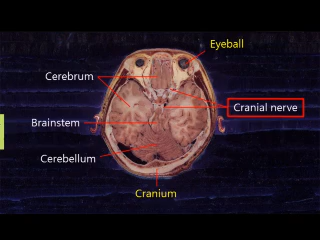 Eyeball
Cerebrum
Cranial nerve
Brainstem
Cerebellum
Cranium